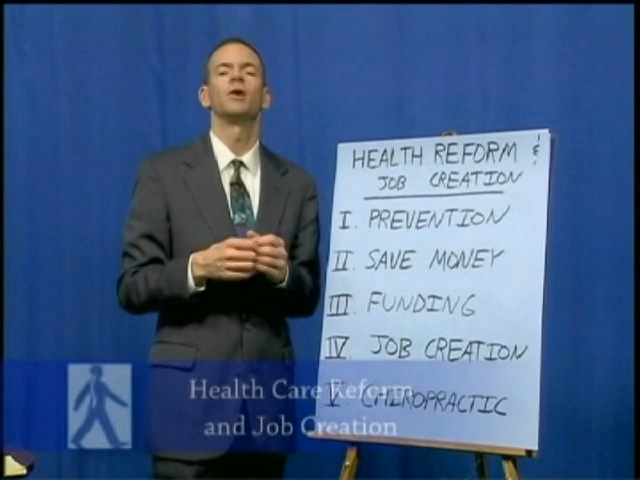 HEALTH REFORM &
JOB CREATION
I. PREVENTION
II. SAVE MONEY
III. FUNDING
IV. JOB CREATION
V CHIROPRACTIC
Health Care Reform
and Job Creation